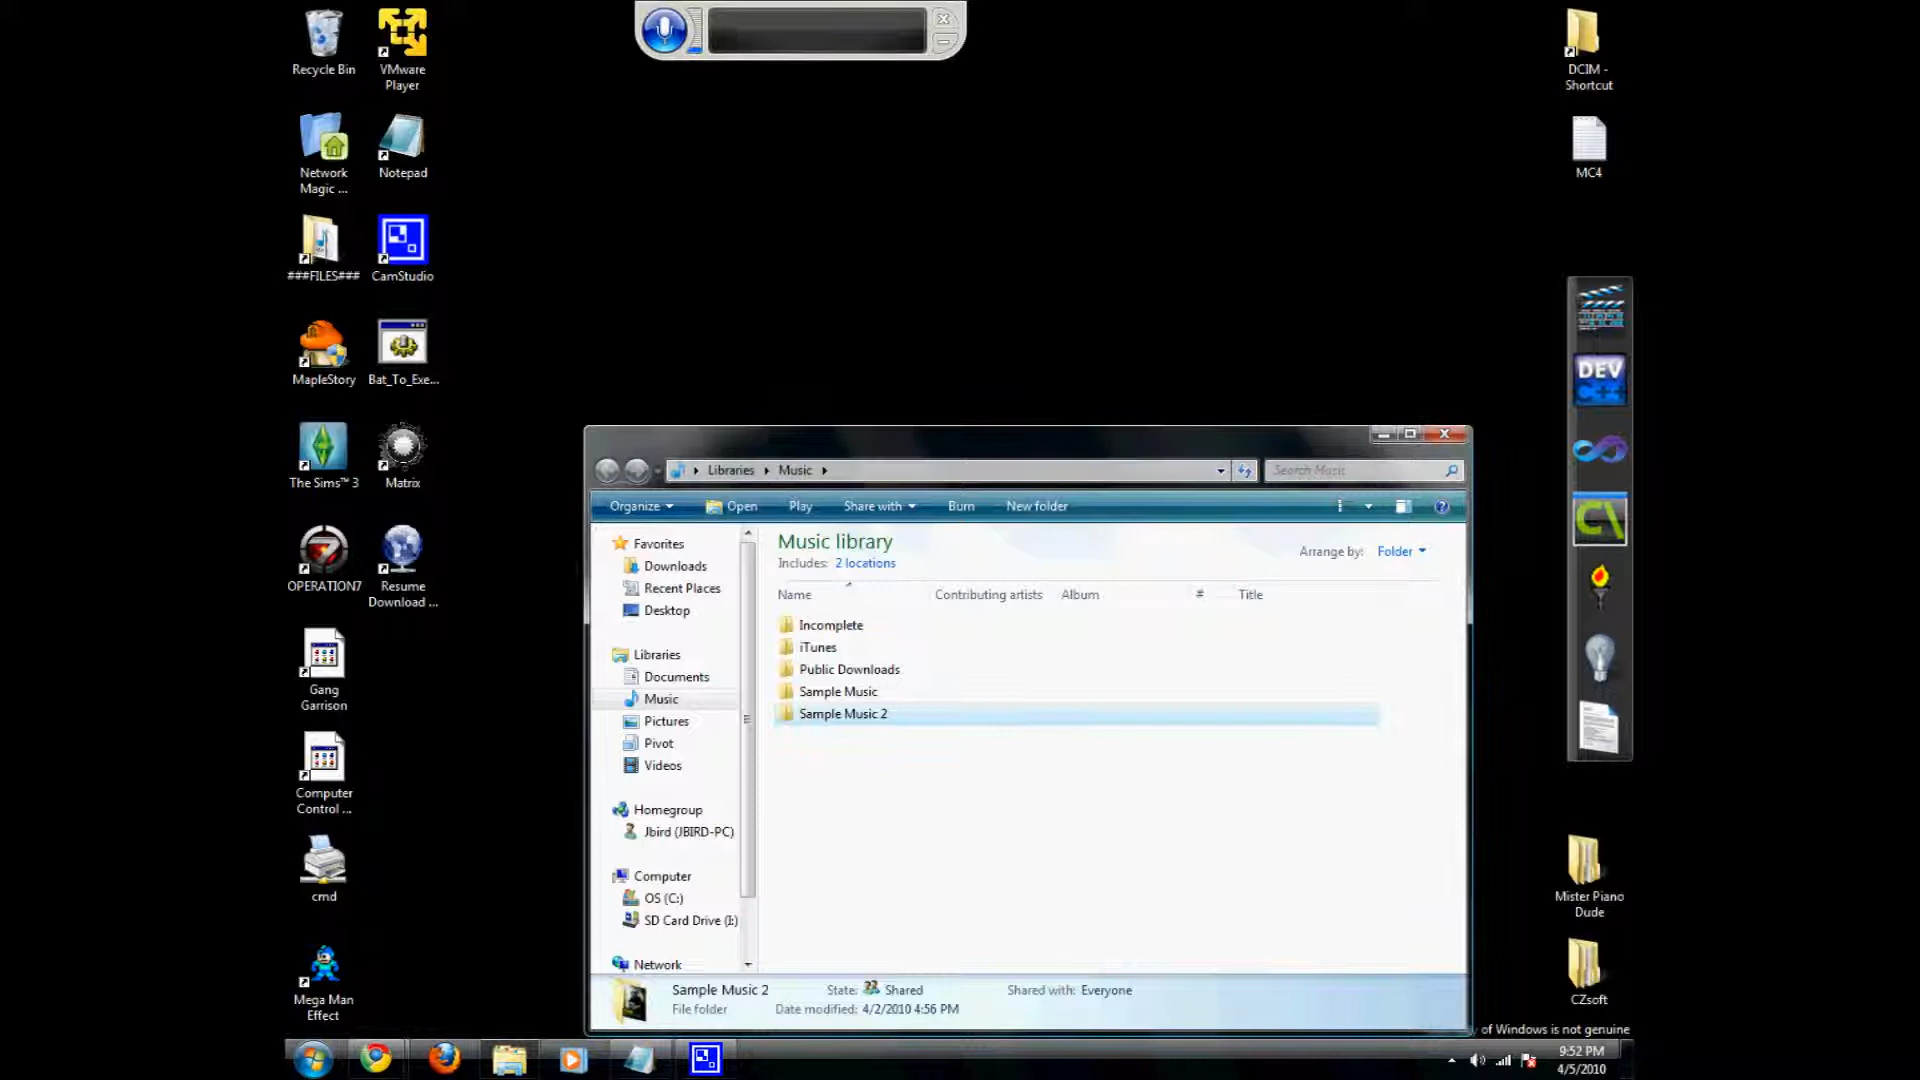 Recycle Bin
VMware
Player
Network
Magic ...
Notepad
###FILES###
CamStudio
MapleStory
Bat_To_Exe...
The Sims™ 3
Matrix
OPERATION7
Resume
Download ...
Gang
Garrison
Computer
Control ...
cmd
Mega Man
Effect
DCIM -
Shortcut
MC4
DEV
C++
C\
Mister Piano
Dude
CZsoft
Libraries Music
Search Music
Organize Open Play Share with Burn New folder
Favorites
Downloads
Recent Places
Desktop
Libraries
Documents
Music
Pictures
Pivot
Videos
Homegroup
Jbird (JBIRD-PC)
Computer
OS (C:)
SD Card Drive (I:)
Network
Music library
Includes: 2 locations
Arrange by: Folder
Name Contributing artists Album # Title
Incomplete
iTunes
Public Downloads
Sample Music
Sample Music 2
Sample Music 2 State: Shared Shared with: Everyone
File folder Date modified: 4/2/2010 4:56 PM
of Windows is not genuine
9:52 PM
4/5/2010